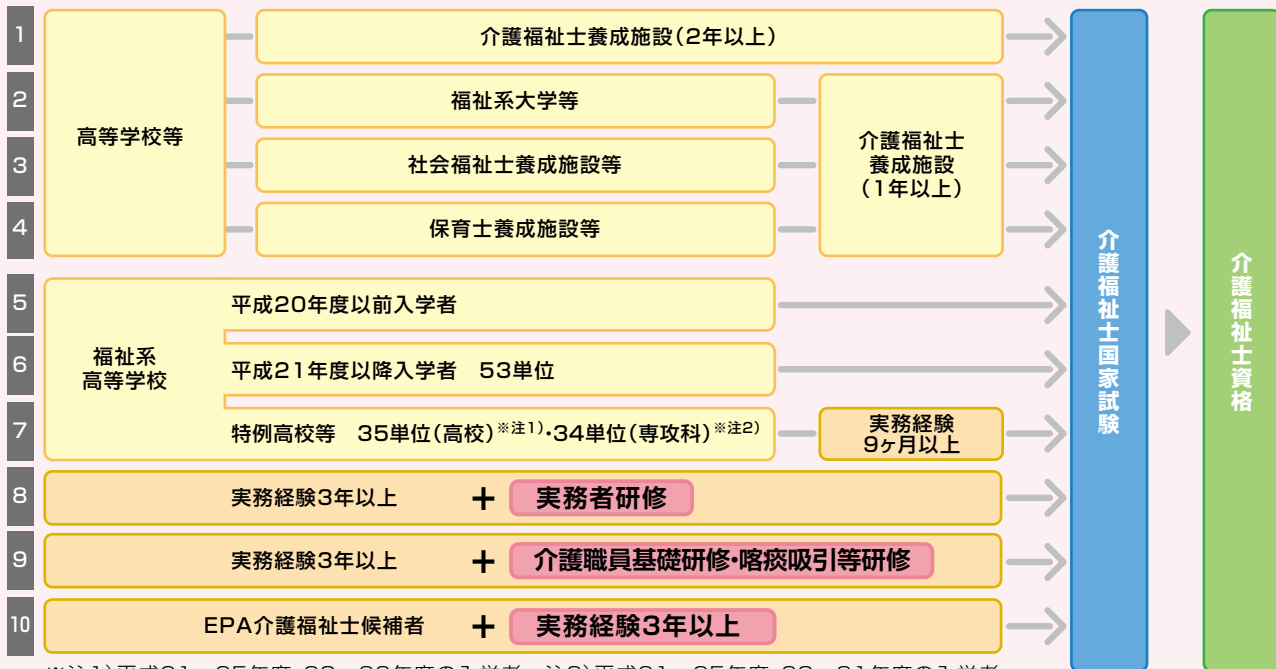 1
高等学校等
介護福祉士養成施設(2年以上)
2
福祉系大学等
介護福祉士
養成施設
(1年以上)
3
社会福祉士養成施設等
4
保育士養成施設等
5
福祉系
高等学校
平成20年度以前入学者
6
平成21年度以降入学者 53単位
7
特例高校等 35単位(高校)※注1)・34単位(専攻科)※注2)
実務経験
9ヶ月以上
8
実務経験3年以上 + 実務者研修
9
実務経験3年以上 + 介護職員基礎研修・喀痰吸引等研修
10
EPA介護福祉士候補者 + 実務経験3年以上
介護福祉士国家試験
介護福祉士資格